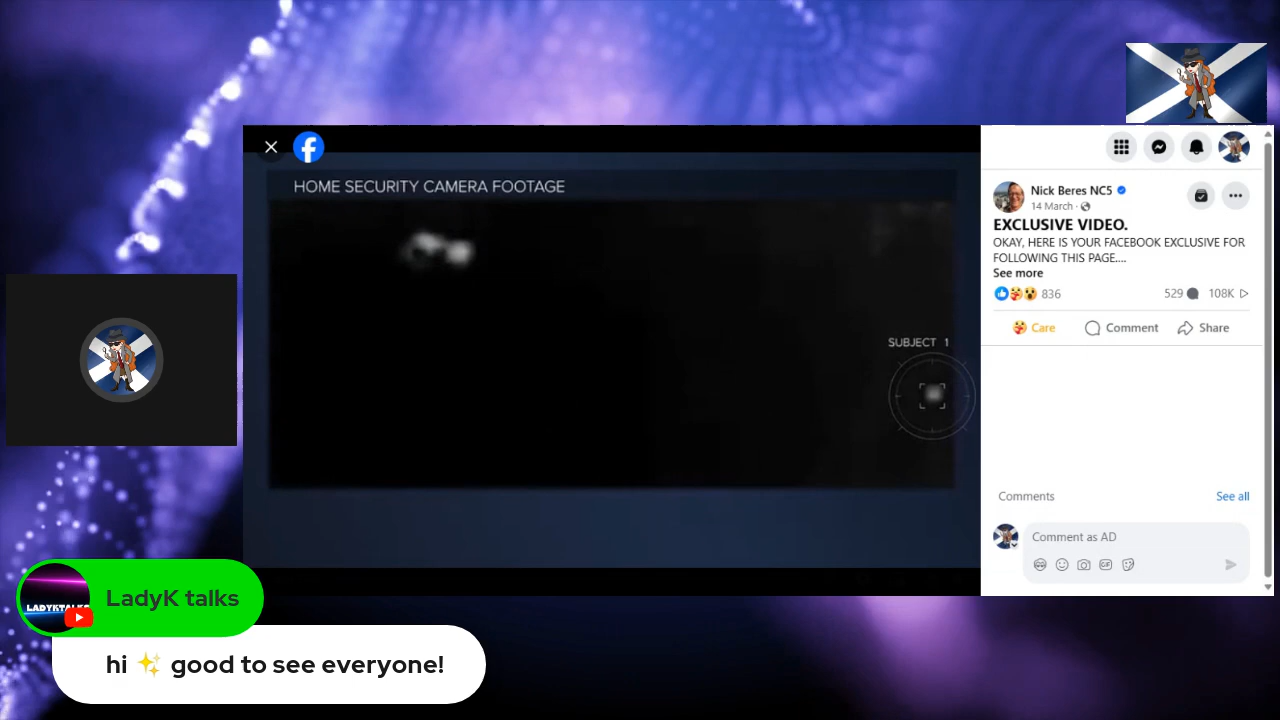 HOME SECURITY CAMERA FOOTAGE
SUBJECT 1
Nick Beres NC5
14 March
EXCLUSIVE VIDEO.
OKAY, HERE IS YOUR FACEBOOK EXCLUSIVE FOR
FOLLOWING THIS PAGE....
See more
836
529
108K
Care
Comment
Share
Comments
See all
Comment as AD
GIF
LADYKTALKS
LadyK talks
hi ✨ good to see everyone!